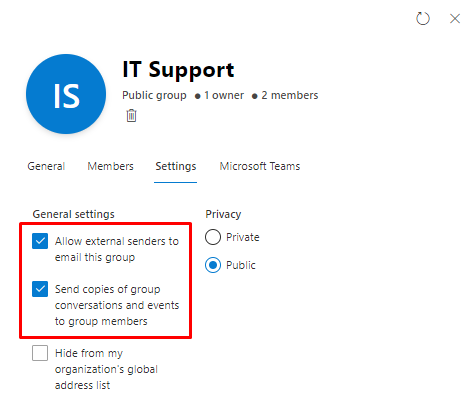 IS
IT Support
Public group ● 1 owner ● 2 members
General Members Settings Microsoft Teams
General settings
Allow external senders to
email this group
Send copies of group
conversations and events
to group members
Hide from my
organization's global
address list
Privacy
Private
Public